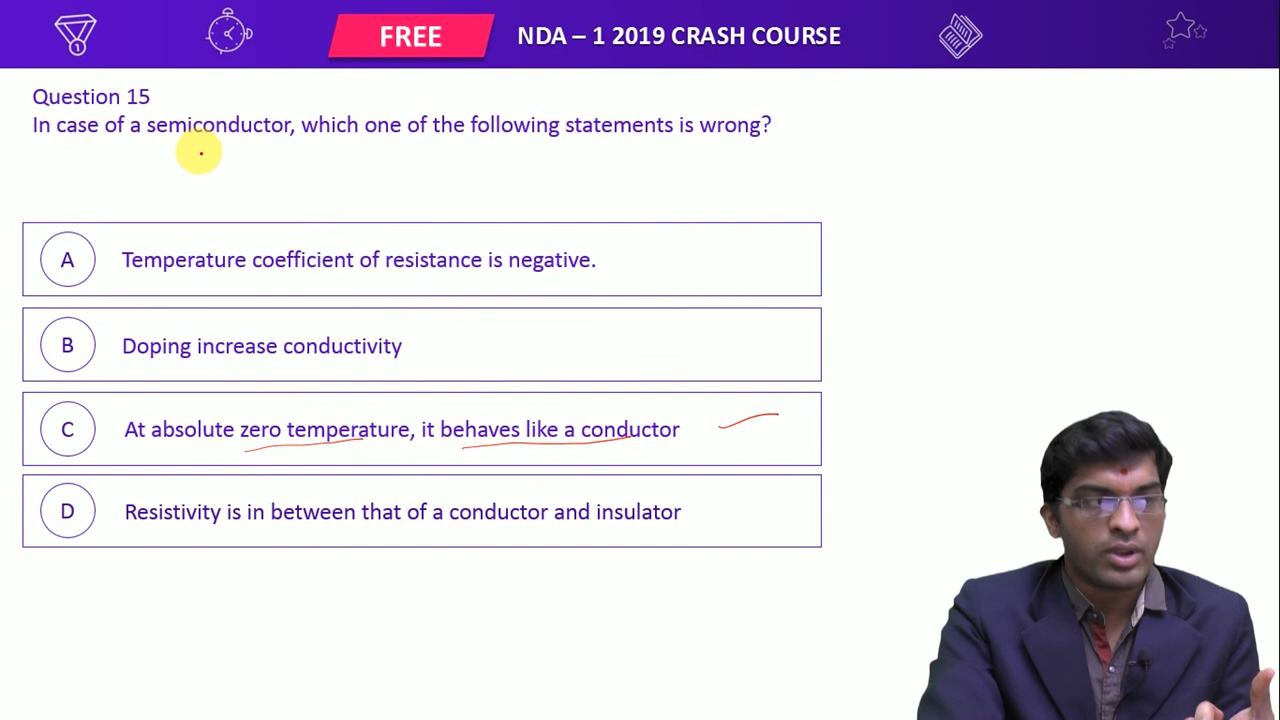 FREE
NDA – 1 2019 CRASH COURSE
1
Question 15
In case of a semiconductor, which one of the following statements is wrong?
A Temperature coefficient of resistance is negative.
B Doping increase conductivity
C At absolute zero temperature, it behaves like a conductor
D Resistivity is in between that of a conductor and insulator